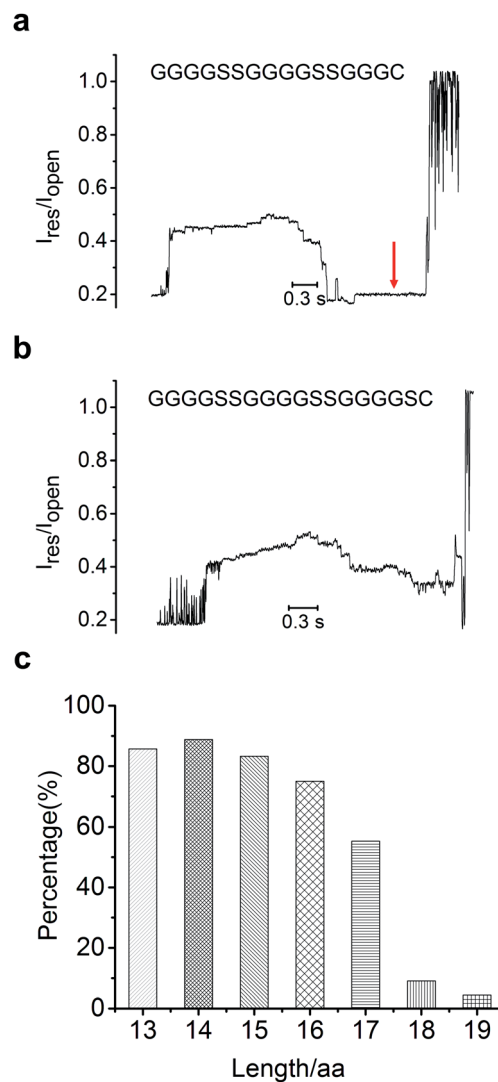 a
GGGGSSGGGGSSGGGC
1.0
0.8
0.6
0.4
0.2
Ires/Iopen
0.3 s
b
GGGGSSGGGGSSGGGGSC
1.0
0.8
0.6
0.4
0.2
Ires/Iopen
0.3 s
c
100
80
60
40
20
0
Percentage(%)
13 14 15 16 17 18 19
Length/aa